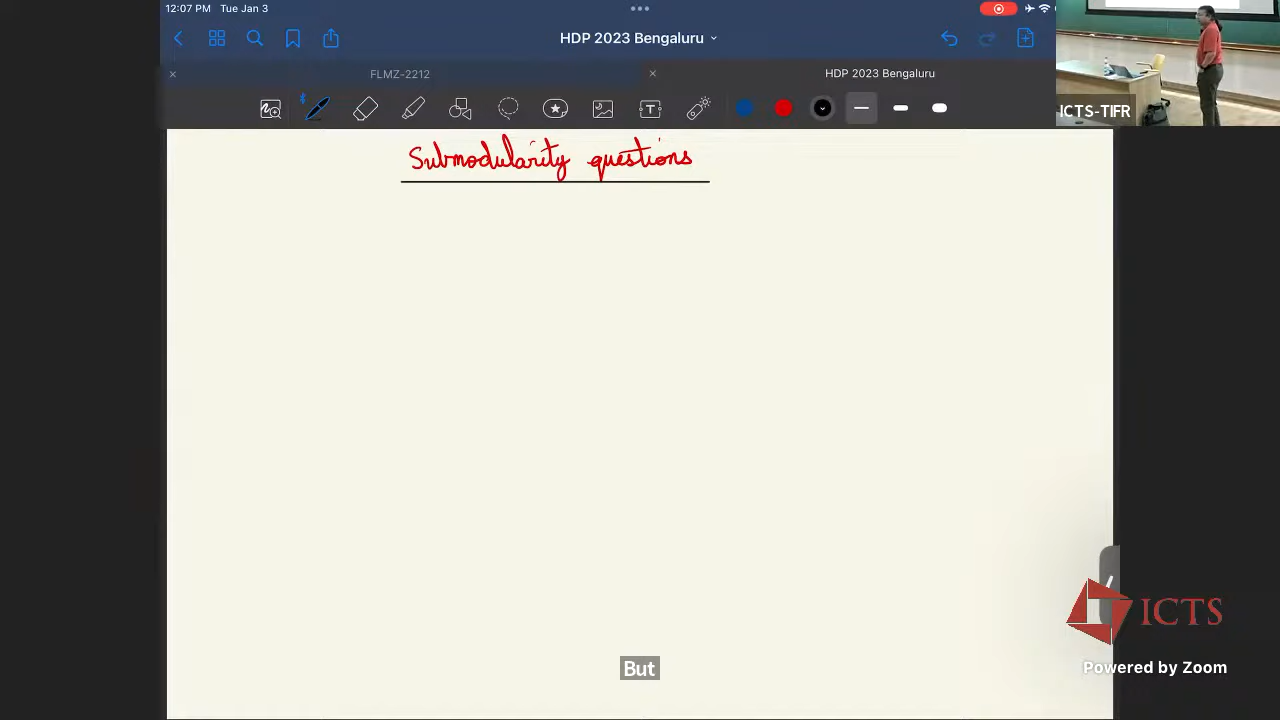 12:07 PM Tue Jan 3
HDP 2023 Bengaluru
FLMZ-2212
HDP 2023 Bengaluru
ICTS-TIFR
Submodularity questions
ICTS
But
Powered by Zoom